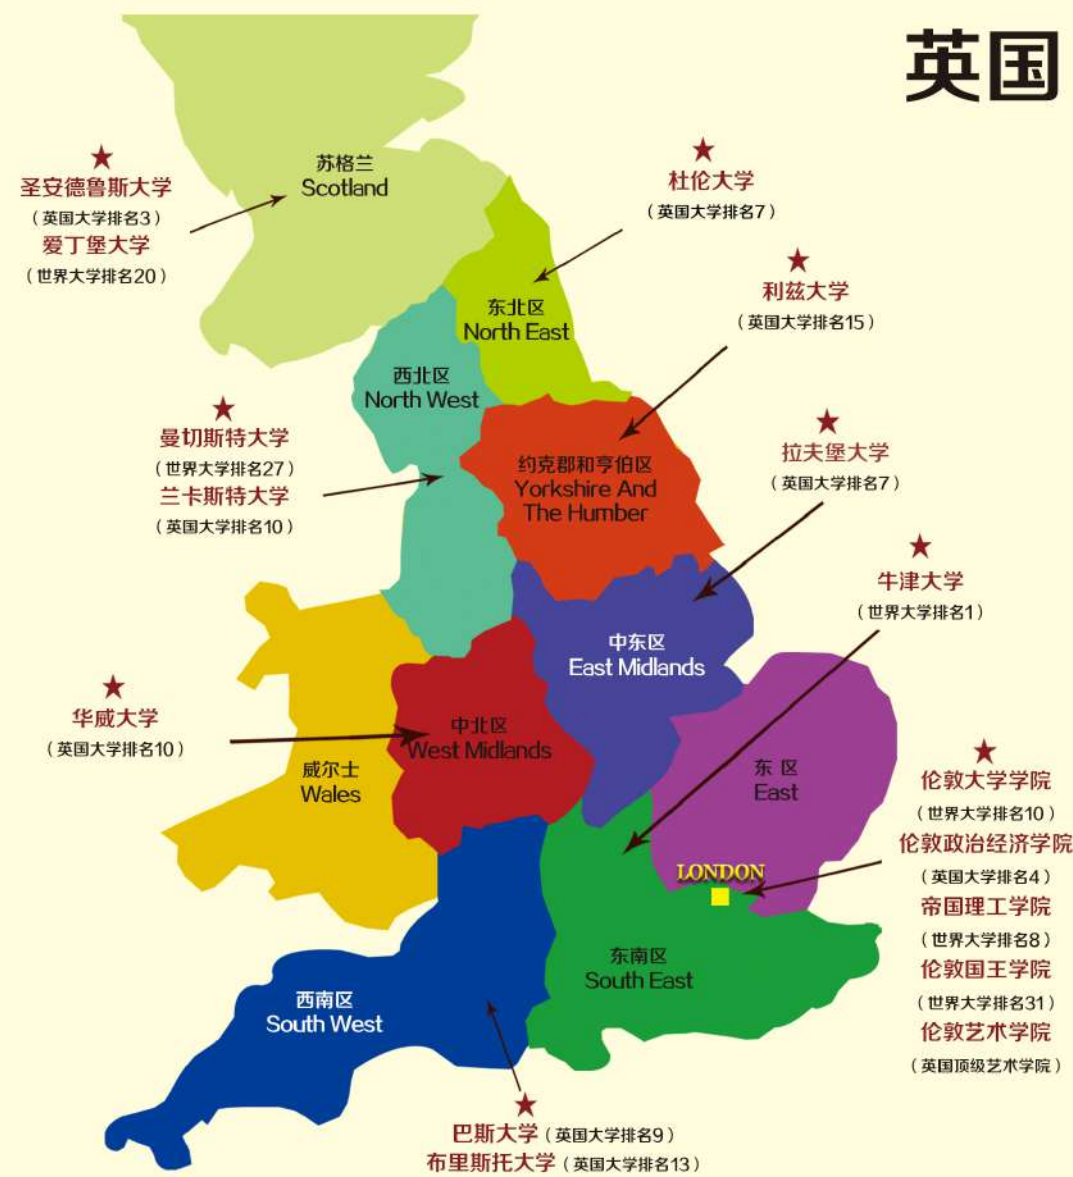 英国
苏格兰
Scotland
圣安德鲁斯大学
（英国大学排名3）
爱丁堡大学
（世界大学排名20）
杜伦大学
（英国大学排名7）
利兹大学
（英国大学排名15）
东北区
North East
西北区
North West
曼切斯特大学
（世界大学排名27）
兰卡斯特大学
（英国大学排名10）
约克郡和亨伯区
Yorkshire And
The Humber
拉夫堡大学
（英国大学排名7）
牛津大学
（世界大学排名1）
中东区
East Midlands
华威大学
（英国大学排名10）
中北区
West Midlands
威尔士
Wales
东 区
East
伦敦大学学院
（世界大学排名10）
伦敦政治经济学院
（英国大学排名4）
帝国理工学院
（世界大学排名8）
伦敦国王学院
（世界大学排名31）
伦敦艺术学院
（英国顶级艺术学院）
LONDON
东南区
South East
西南区
South West
巴斯大学（英国大学排名9）
布里斯托大学（英国大学排名13）